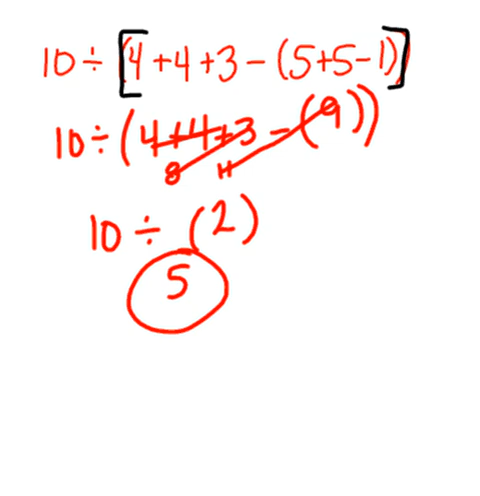 10 ÷ [(4 + 4 + 3 - (5 + 5 - 1))]
10 ÷ (4 + 4 + 3 - (9))
8 11
10 ÷ (2)
5